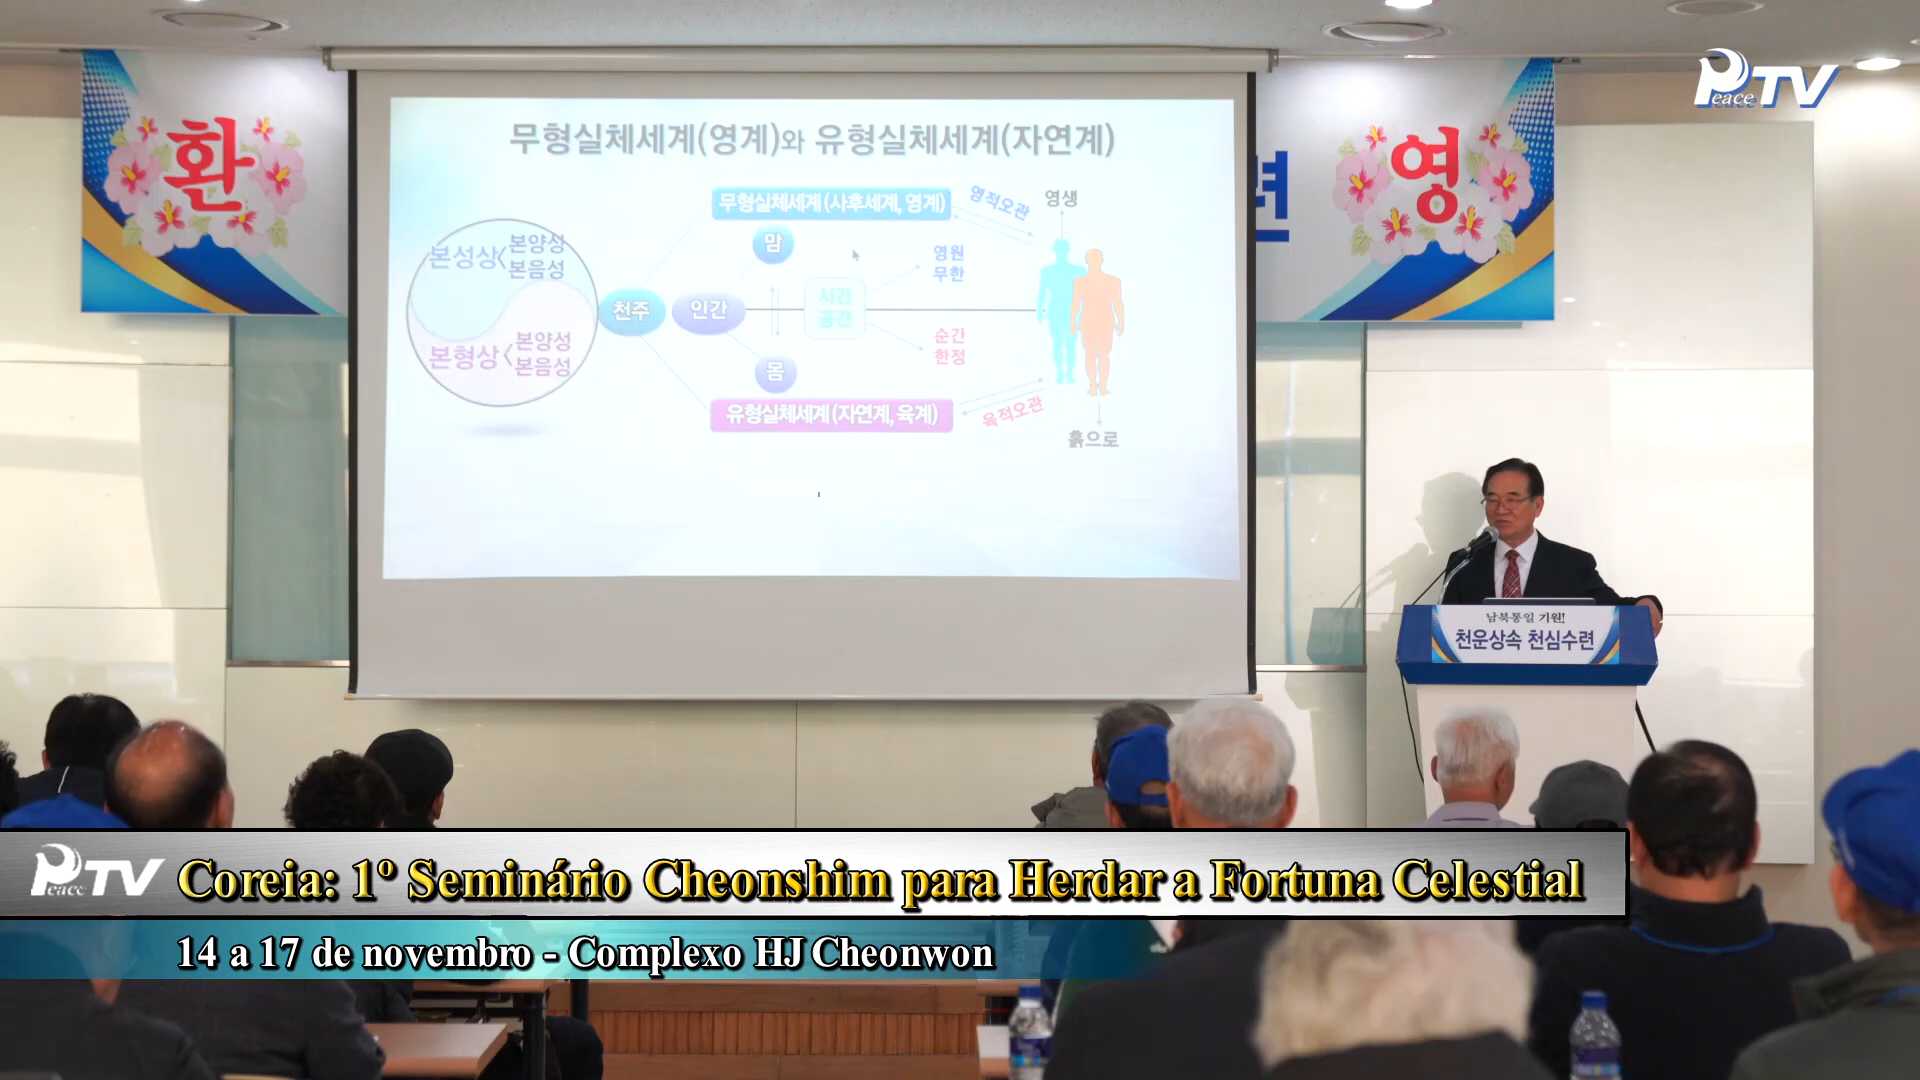 환
영
련
Peace TV
무형실체세계(영계)와 유형실체세계(자연계)
무형실체세계(사후세계, 영계)
영적오관
영생
본성상
본양성
본음성
맘
영원
무한
천주
인간
시간
공간
본형상
본양성
본음성
순간
한정
몸
유형실체세계(자연계, 육계)
육적오관
흙으로
남북통일 기원!
천운상속 천심수련
Peace TV
Coreia: 1º Seminário Cheonshim para Herdar a Fortuna Celestial
14 a 17 de novembro - Complexo HJ Cheonwon